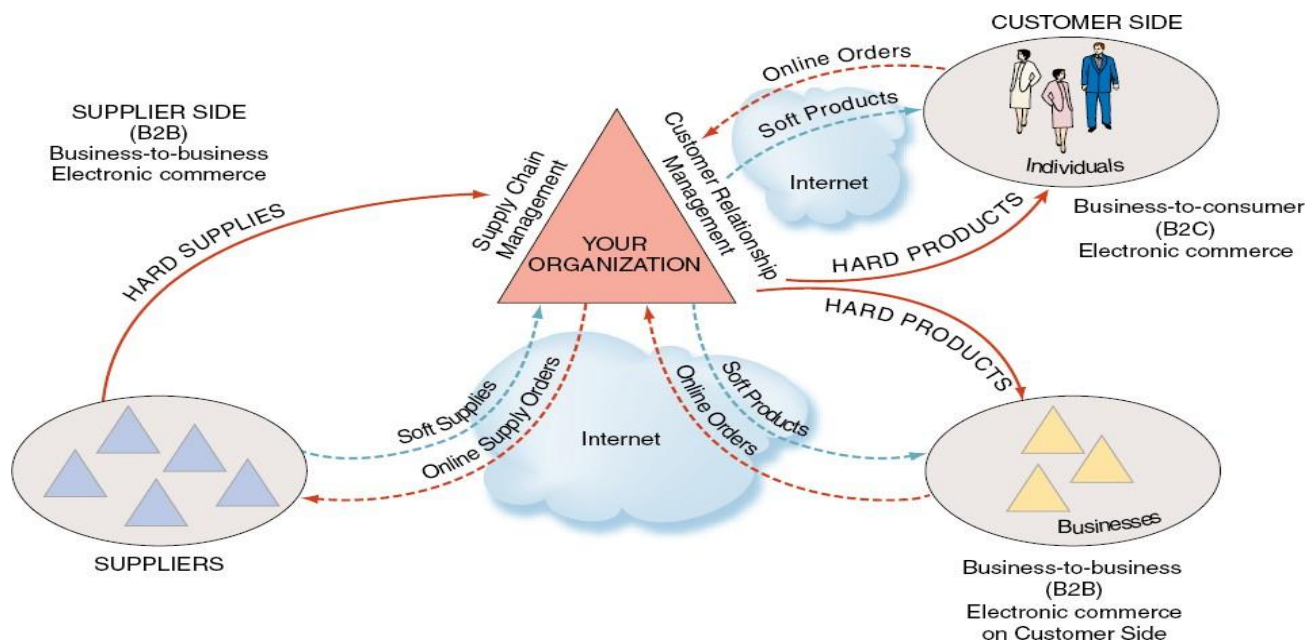 SUPPLIER SIDE
(B2B)
Business-to-business
Electronic commerce
HARD SUPPLIES
SUPPLIERS
Supply Chain
Management
YOUR
ORGANIZATION
Customer Relationship
Management
Soft Supplies
Online Supply Orders
Internet
Online Orders
Soft Products
CUSTOMER SIDE
Online Orders
Soft Products
Internet
Individuals
Business-to-consumer
(B2C)
Electronic commerce
HARD PRODUCTS
HARD PRODUCTS
Businesses
Business-to-business
(B2B)
Electronic commerce
on Customer Side